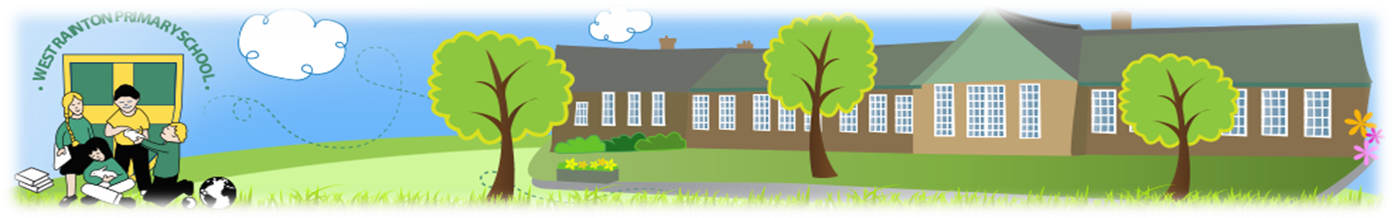 • WEST RAINTON PRIMARY SCHOOL •